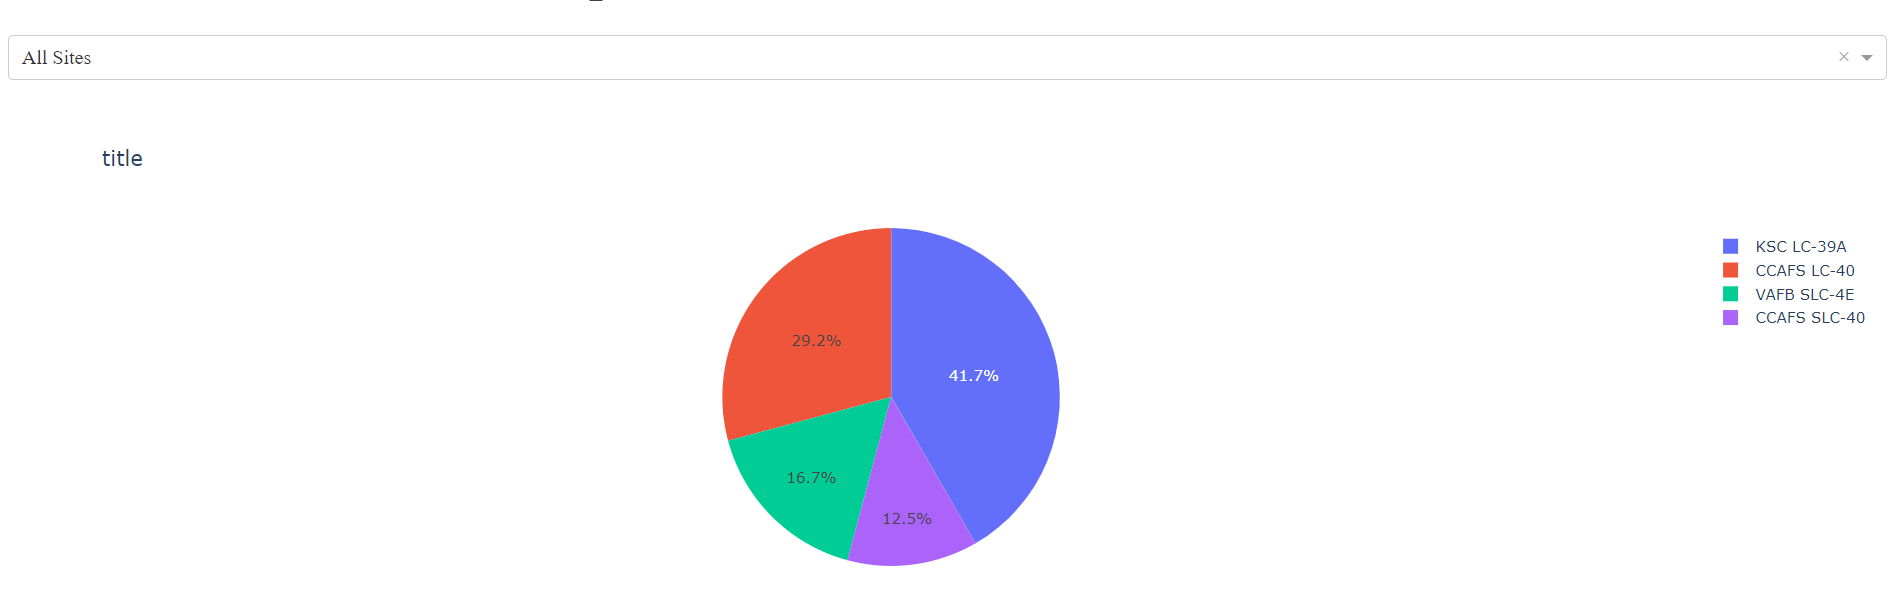 All Sites
title
KSC LC-39A
CCAFS LC-40
VAFB SLC-4E
CCAFS SLC-40
29.2%
41.7%
16.7%
12.5%